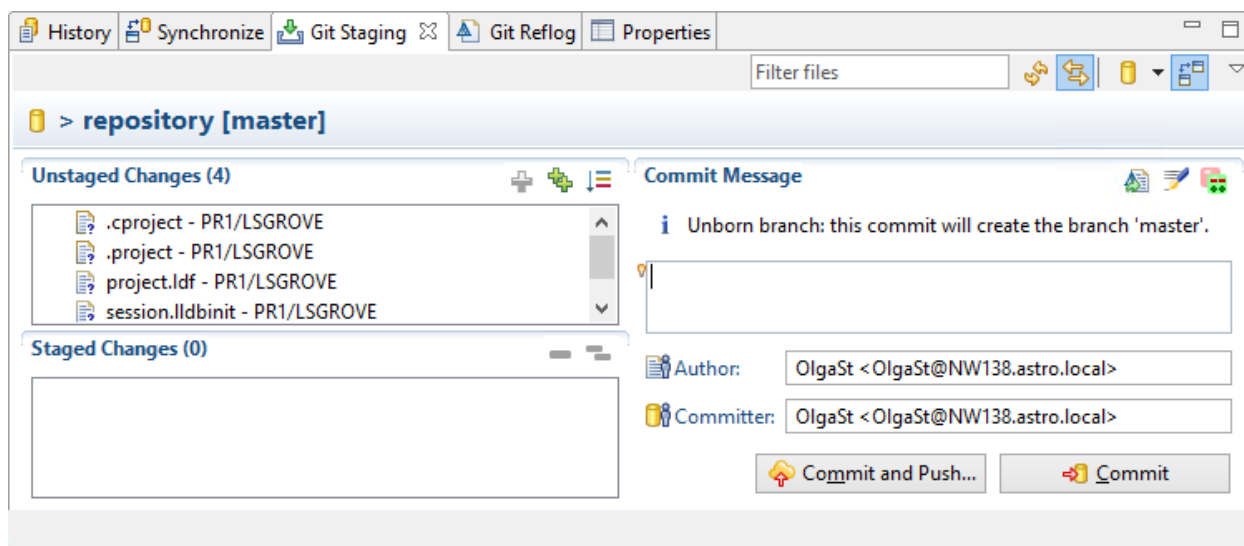 History Synchronize Git Staging Git Reflog Properties
Filter files
> repository [master]
Unstaged Changes (4)
.cproject - PR1/LSGROVE
.project - PR1/LSGROVE
project.ldf - PR1/LSGROVE
session.lldbinit - PR1/LSGROVE
Staged Changes (0)
Commit Message
Unborn branch: this commit will create the branch 'master'.
Author: OlgaSt <OlgaSt@NW138.astro.local>
Committer: OlgaSt <OlgaSt@NW138.astro.local>
Commit and Push... Commit